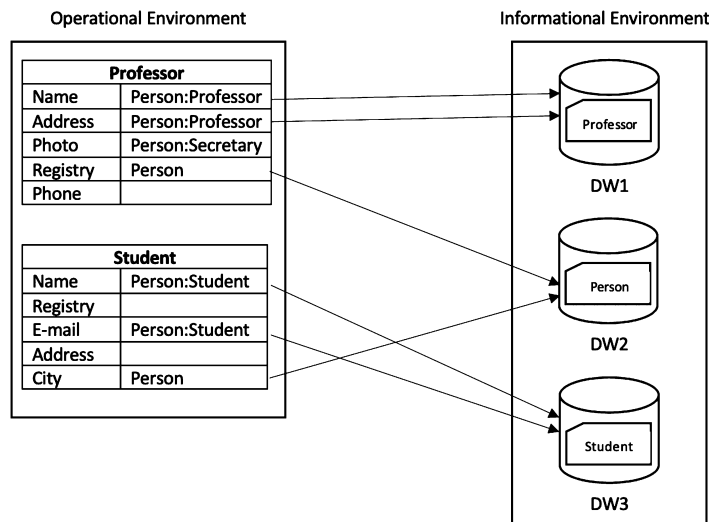 Operational Environment
Informational Environment
Professor
Name Person:Professor
Address Person:Professor
Photo Person:Secretary
Registry Person
Phone
Student
Name Person:Student
Registry
E-mail Person:Student
Address
City Person
Professor
DW1
Person
DW2
Student
DW3